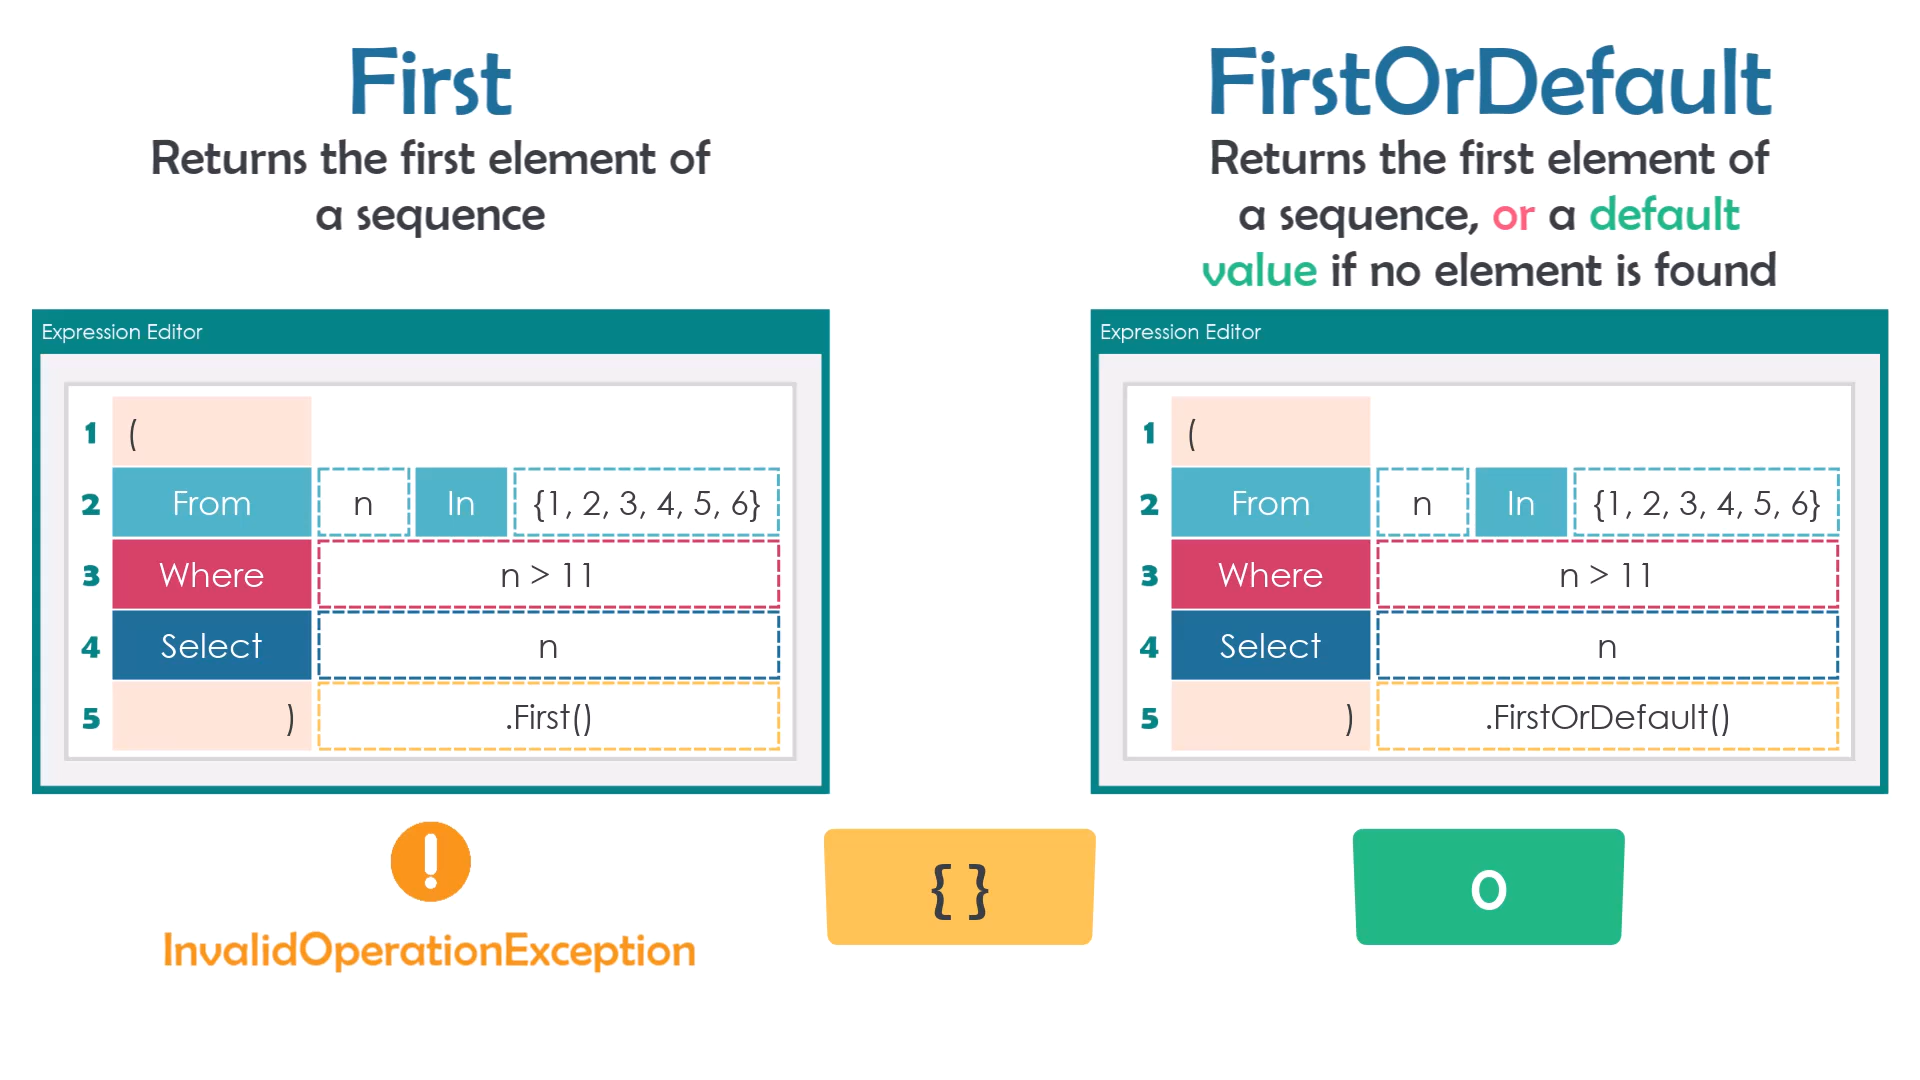 First
Returns the first element of
a sequence
Expression Editor
1 (
2 From n In {1, 2, 3, 4, 5, 6}
3 Where n > 11
4 Select n
5 ) .First()
InvalidOperationException
{ }
FirstOrDefault
Returns the first element of
a sequence, or a default
value if no element is found
Expression Editor
1 (
2 From n In {1, 2, 3, 4, 5, 6}
3 Where n > 11
4 Select n
5 ) .FirstOrDefault()
0